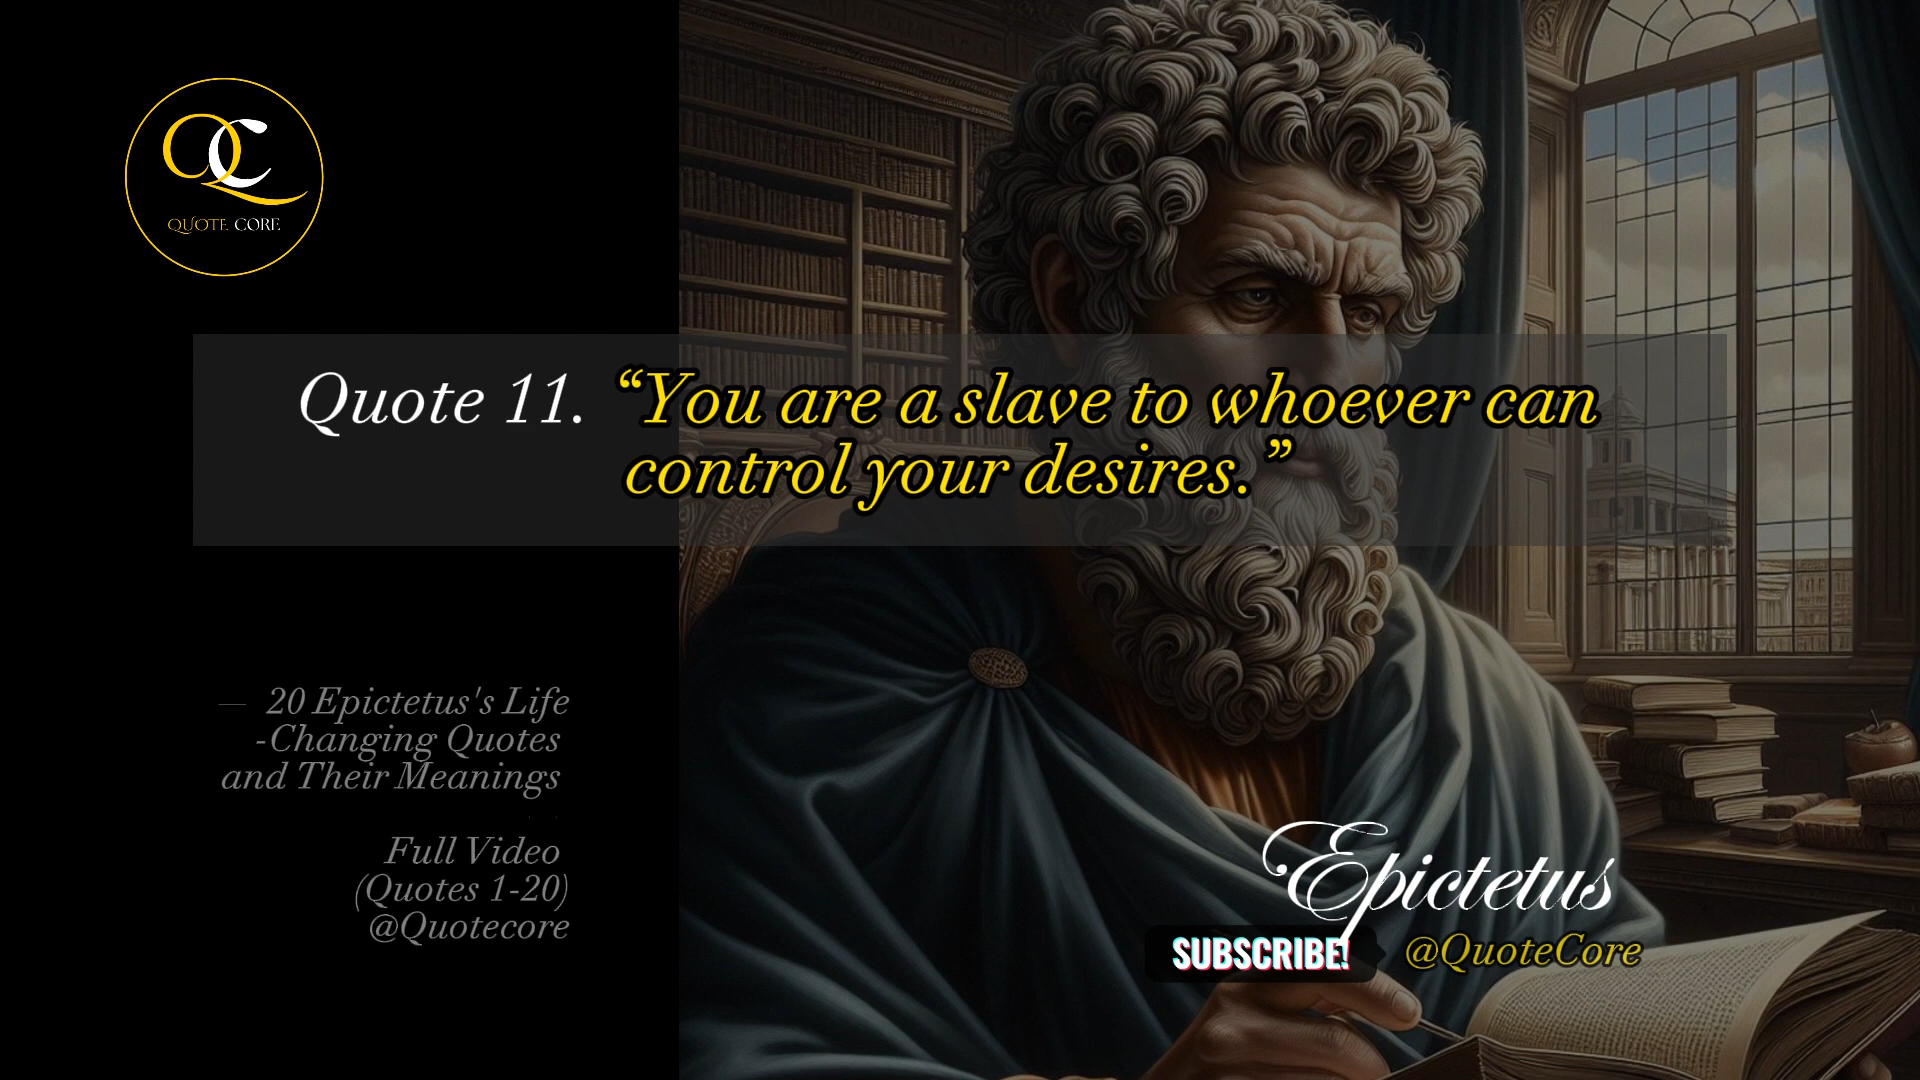 QC
QUOTE CORE
Quote 11. “You are a slave to whoever can
control your desires.”
— 20 Epictetus's Life
-Changing Quotes
and Their Meanings
Full Video
(Quotes 1-20)
@Quotecore
Epictetus
SUBSCRIBE!
@QuoteCore